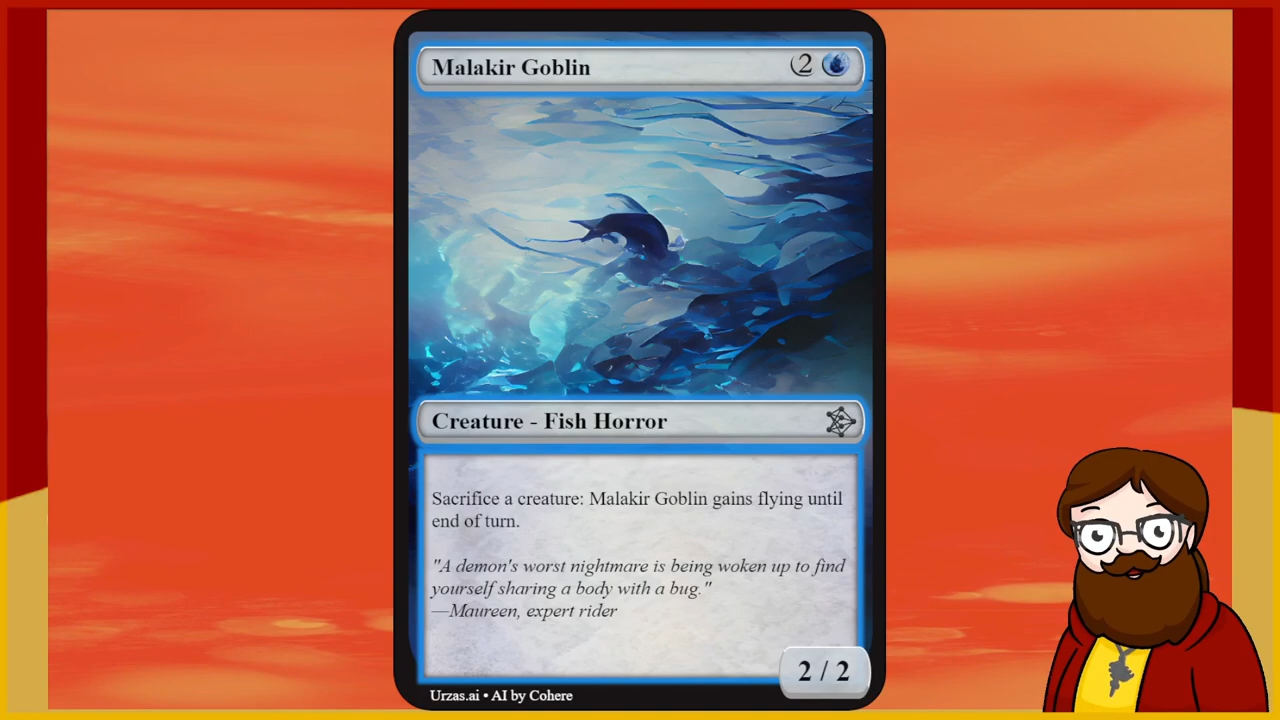 Malakir Goblin 2
Creature - Fish Horror
Sacrifice a creature: Malakir Goblin gains flying until
end of turn.
"A demon's worst nightmare is being woken up to find
yourself sharing a body with a bug."
—Maureen, expert rider
2 / 2
Urzas.ai • AI by Cohere